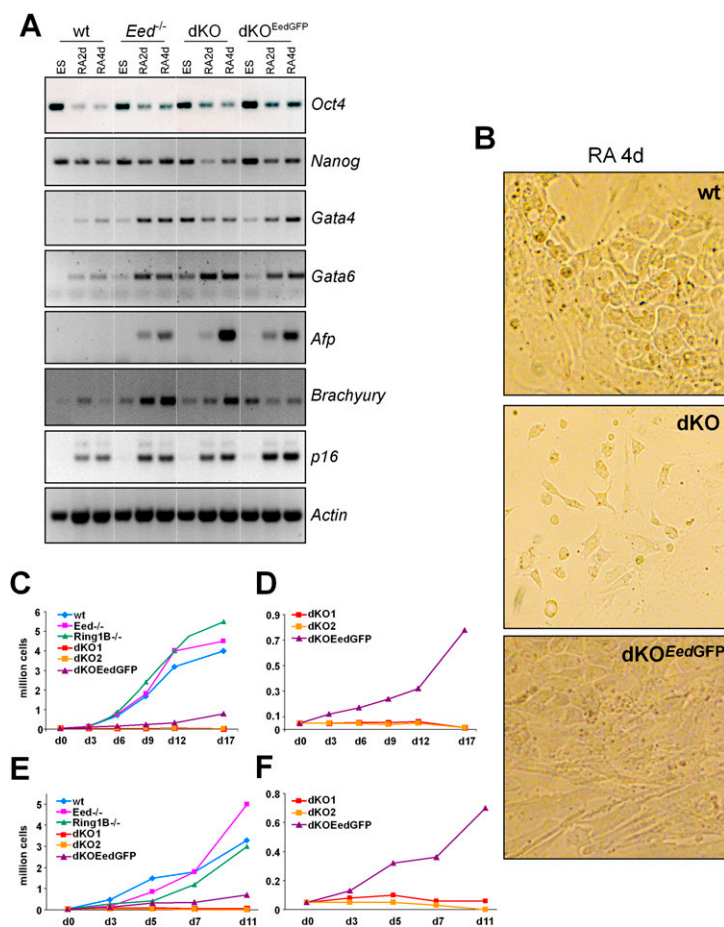 A
wt Eed-/- dKO dKOEedGFP
ES RA2d RA4d ES RA2d RA4d ES RA2d RA4d ES RA2d RA4d
Oct4
Nanog
Gata4
Gata6
Afp
Brachyury
p16
Actin
B
RA 4d
wt
dKO
dKOEedGFP
C
million cells
6
5
4
3
2
1
0
wt
Eed-/-
Ring1B-/-
dKO1
dKO2
dKOEedGFP
d0 d3 d6 d9 d12 d17
D
0.9
0.7
0.5
0.3
0.1
dKO1
dKO2
dKOEedGFP
d0 d3 d6 d9 d12 d17
E
million cells
5
4
3
2
1
0
wt
Eed-/-
Ring1B-/-
dKO1
dKO2
dKOEedGFP
d0 d3 d5 d7 d11
F
0.8
0.6
0.4
0.2
0
dKO1
dKO2
dKOEedGFP
d0 d3 d5 d7 d11